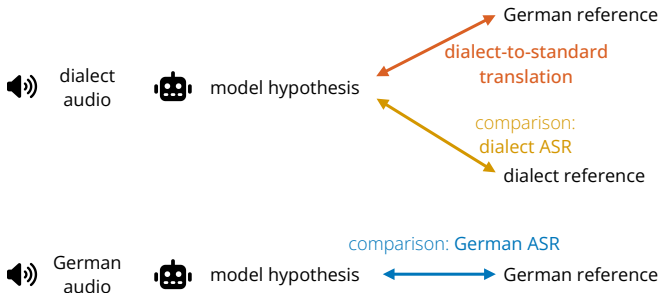 German reference
dialect-to-standard
translation
dialect
audio
model hypothesis
comparison:
dialect ASR
dialect reference
comparison: German ASR
German
audio
model hypothesis
German reference